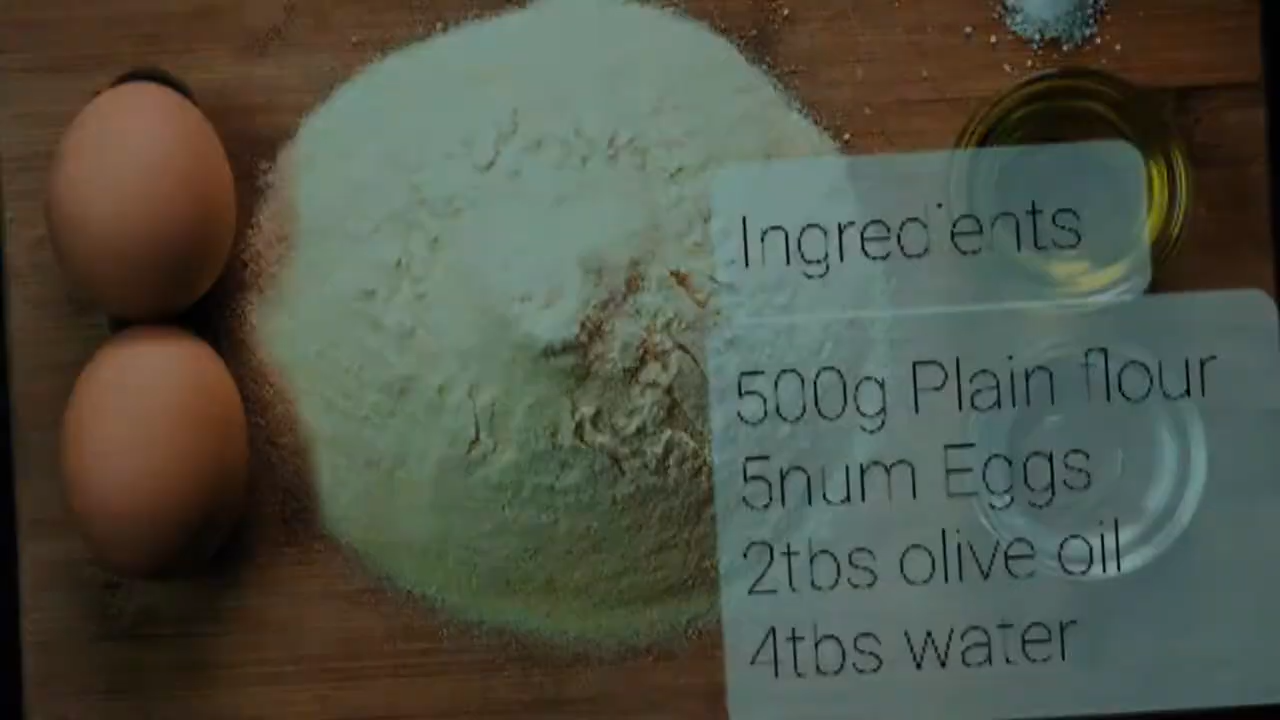 Ingredients
500g Plain flour
5num Eggs
2tbs olive oil
4tbs water